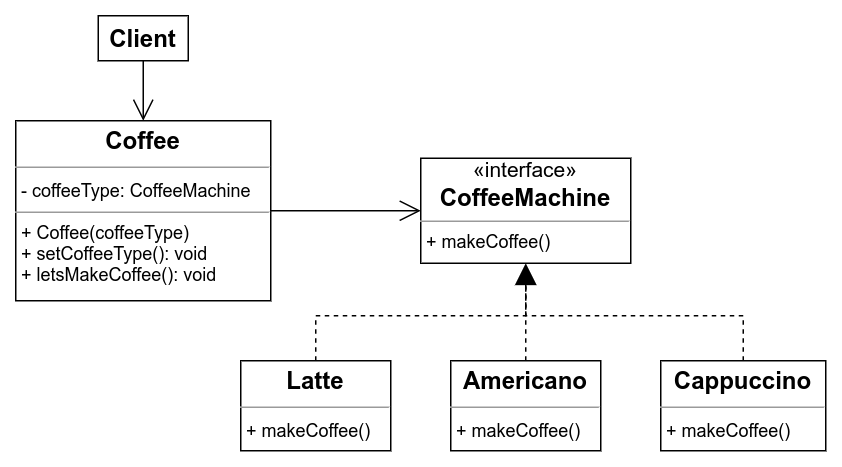 Client
Coffee
- coffeeType: CoffeeMachine
+ Coffee(coffeeType)
+ setCoffeeType(): void
+ letsMakeCoffee(): void
«interface»
CoffeeMachine
+ makeCoffee()
Latte
+ makeCoffee()
Americano
+ makeCoffee()
Cappuccino
+ makeCoffee()